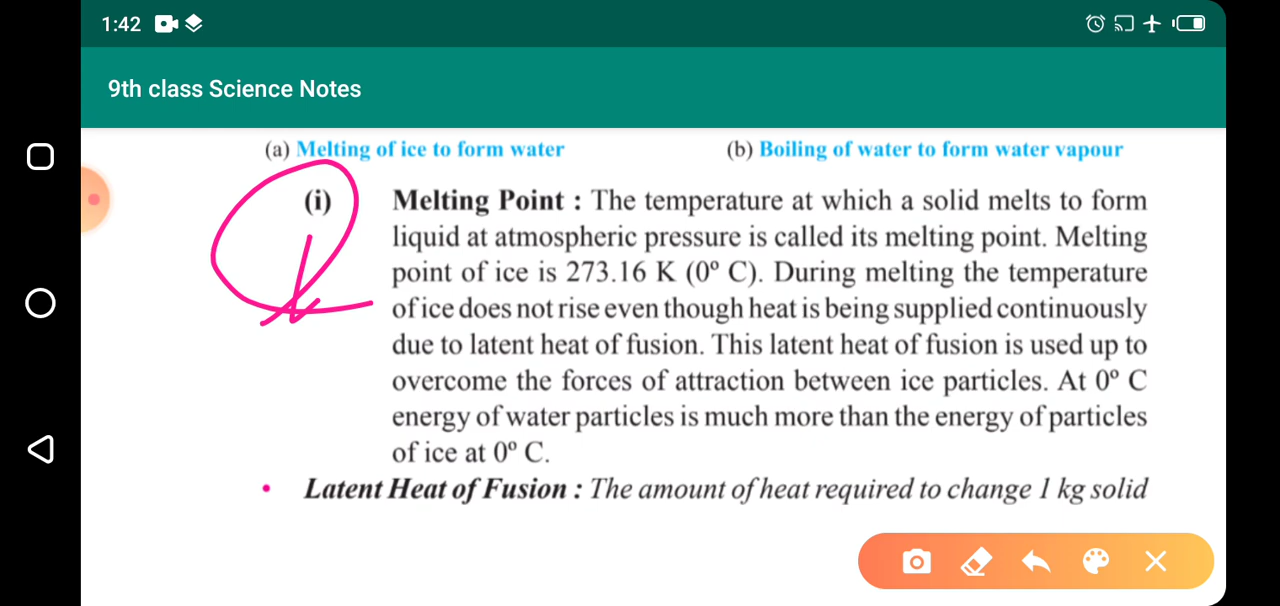 1:42
9th class Science Notes
(a) Melting of ice to form water (b) Boiling of water to form water vapour
(i) Melting Point : The temperature at which a solid melts to form
liquid at atmospheric pressure is called its melting point. Melting
point of ice is 273.16 K (0º C). During melting the temperature
of ice does not rise even though heat is being supplied continuously
due to latent heat of fusion. This latent heat of fusion is used up to
overcome the forces of attraction between ice particles. At 0º C
energy of water particles is much more than the energy of particles
of ice at 0º C.
• Latent Heat of Fusion : The amount of heat required to change 1 kg solid